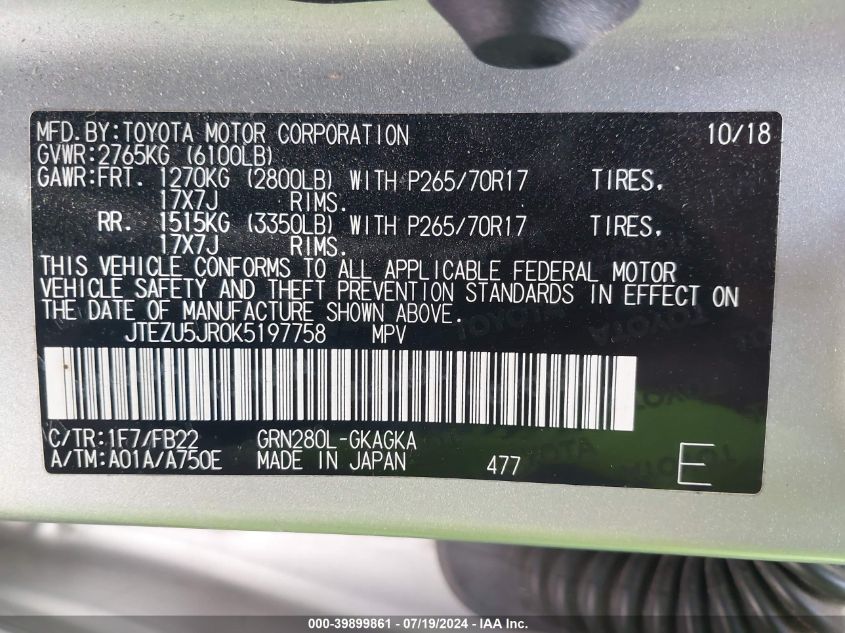 MFD.BY:TOYOTA MOTOR CORPORATION 10/18
GVWR:2765KG (6100LB)
GAWR:FRT. 1270KG (2800LB) WITH P265/70R17 TIRES,
17X7J RIMS.
RR. 1515KG (3350LB) WITH P265/70R17 TIRES,
17X7J RIMS.
THIS VEHICLE CONFORMS TO ALL APPLICABLE FEDERAL MOTOR
VEHICLE SAFETY AND THEFT PREVENTION STANDARDS IN EFFECT ON
THE DATE OF MANUFACTURE SHOWN ABOVE.
JTEZU5JR0K5197758 MPV
C/TR:1F7/FB22 GRN280L-GKAGKA
A/TM:A01A/A750E MADE IN JAPAN 477 E
000-39899861 / 07/19/2024 - IAA Inc.